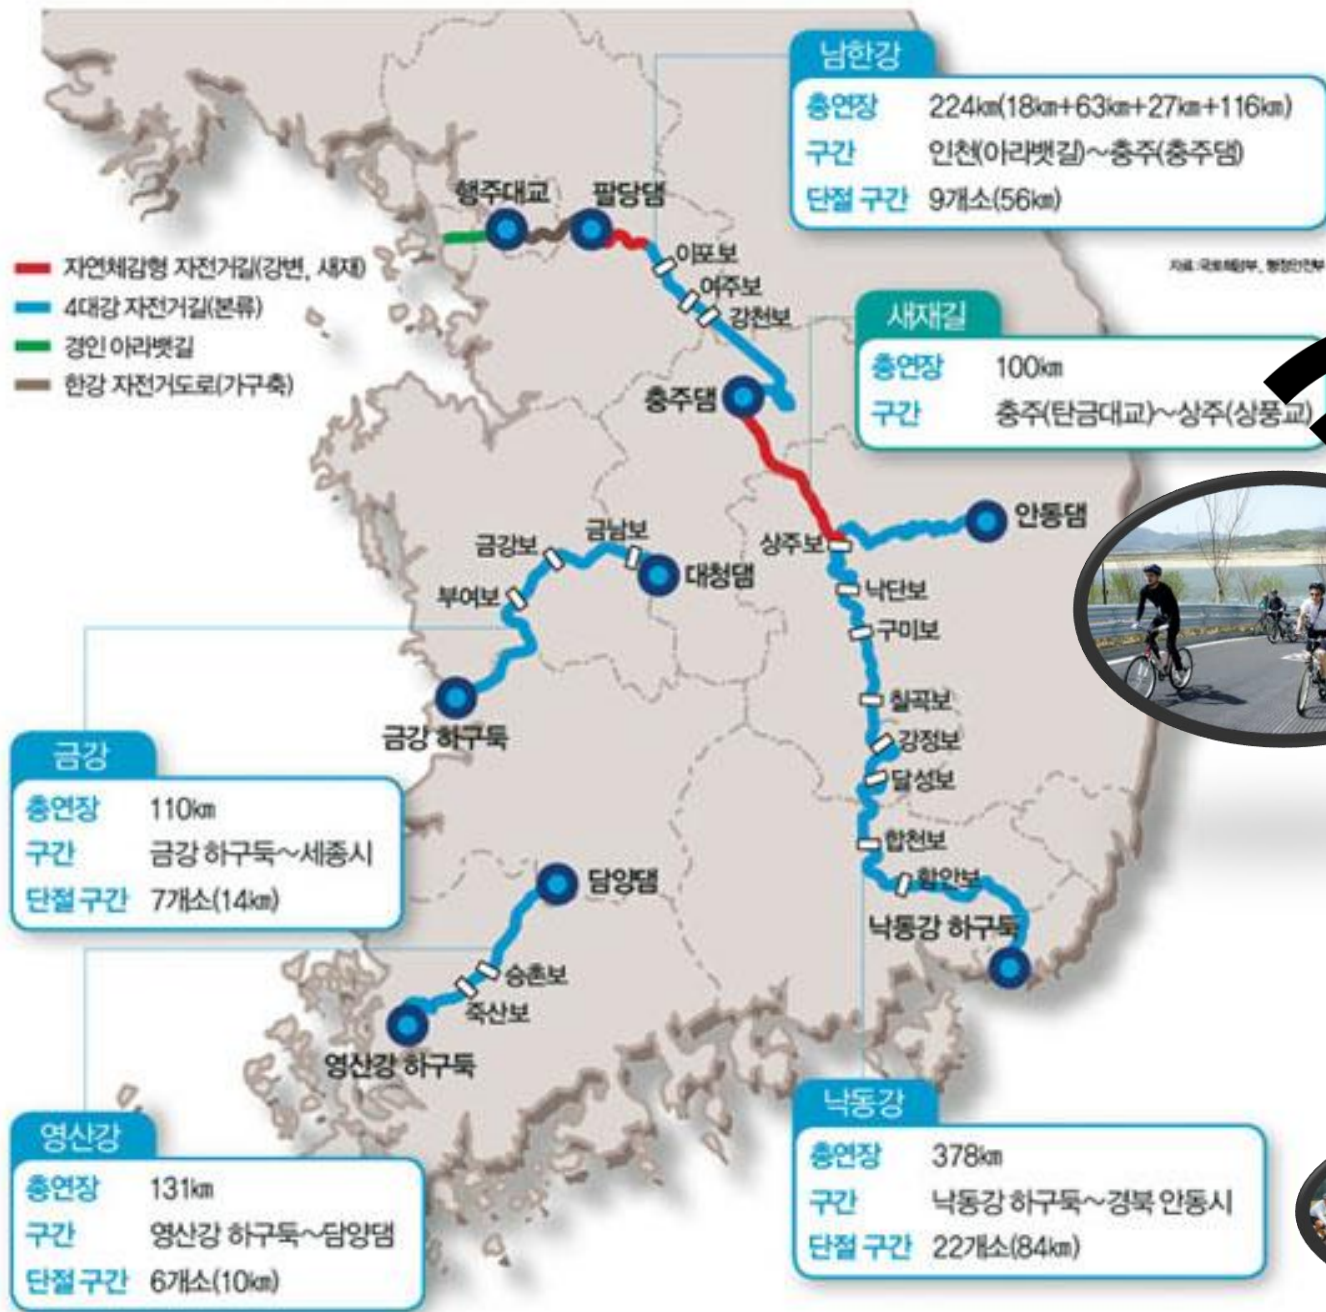 남한강
총연장 224㎞(18㎞+63㎞+27㎞+116㎞)
구간 인천(아라뱃길)~충주(충주댐)
단절 구간 9개소(56㎞)
자료:국토해양부, 행정안전부
행주대교
팔당댐
자연체감형 자전거길(강변, 새재)
4대강 자전거길(본류)
경인 아라뱃길
한강 자전거도로(기구축)
이포보
여주보
강천보
새재길
총연장 100㎞
구간 충주(탄금대교)~상주(상풍교)
충주댐
안동댐
상주보
낙단보
구미보
칠곡보
강정보
달성보
합천보
함안보
낙동강 하구둑
금남보
금강보
대청댐
부여보
금강 하구둑
금강
총연장 110㎞
구간 금강 하구둑~세종시
단절 구간 7개소(14㎞)
담양댐
승촌보
죽산보
영산강 하구둑
영산강
총연장 131㎞
구간 영산강 하구둑~담양댐
단절 구간 6개소(10㎞)
낙동강
총연장 378㎞
구간 낙동강 하구둑~경북 안동시
단절 구간 22개소(84㎞)